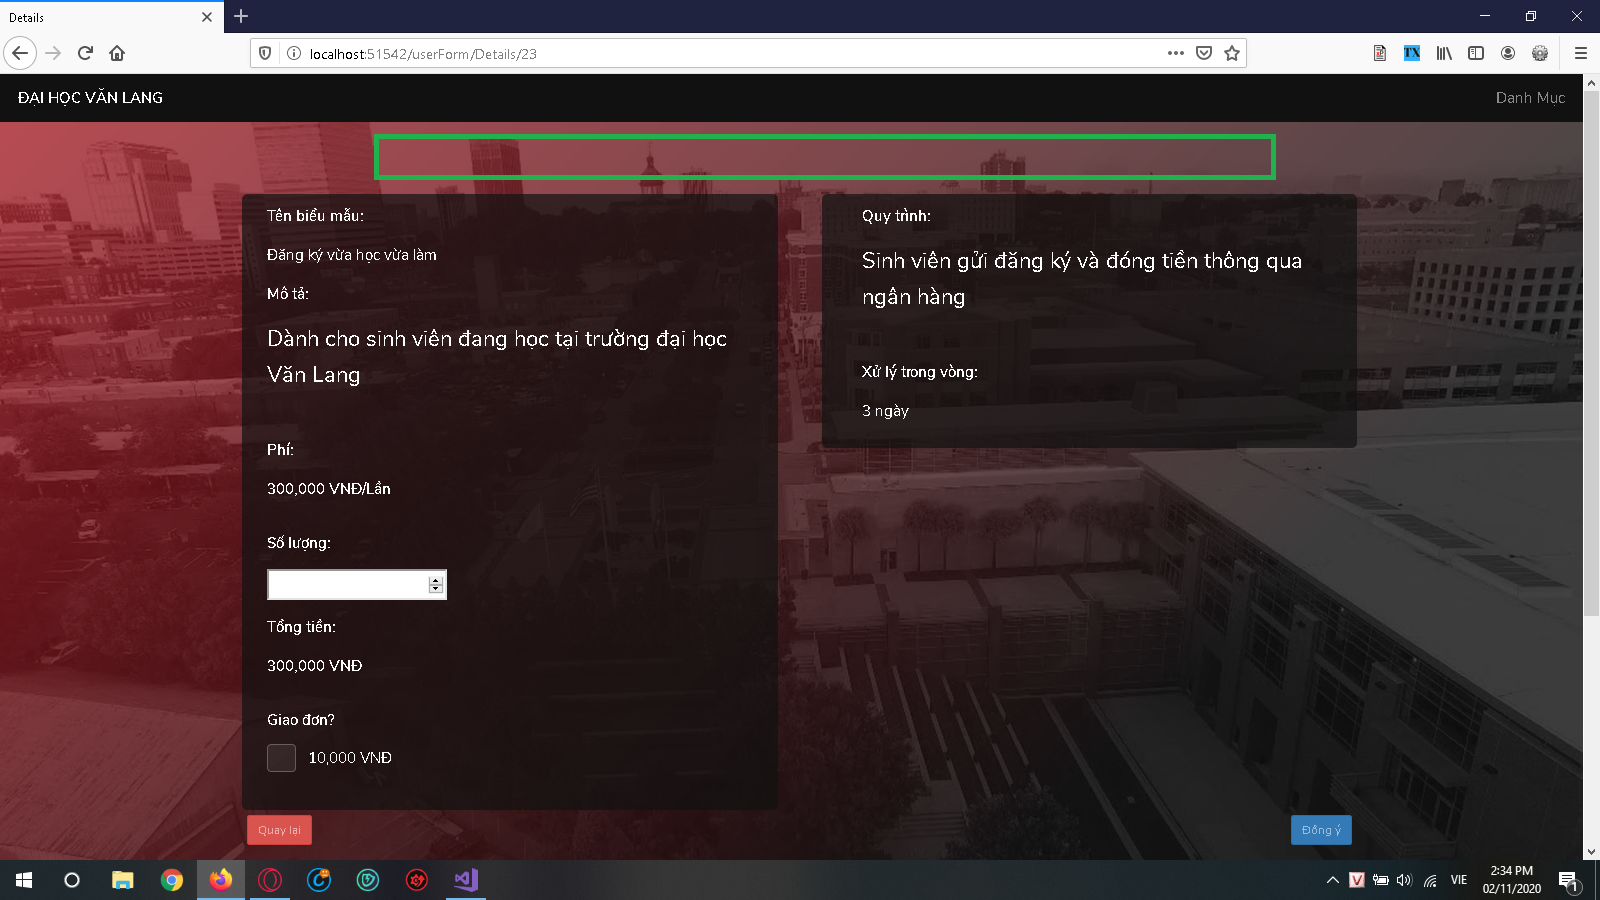 Details
localhost:51542/userForm/Details/23
TX
ĐẠI HỌC VĂN LANG
Danh Mục
Tên biểu mẫu:
Đăng ký vừa học vừa làm
Mô tả:
Dành cho sinh viên đang học tại trường đại học
Văn Lang
Phí:
300,000 VNĐ/Lần
Số lượng:
Tổng tiền:
300,000 VNĐ
Giao đơn?
10,000 VNĐ
Quy trình:
Sinh viên gửi đăng ký và đóng tiền thông qua
ngân hàng
Xử lý trong vòng:
3 ngày
Quay lại
Đồng ý
V
VIE
2:34 PM
02/11/2020
1